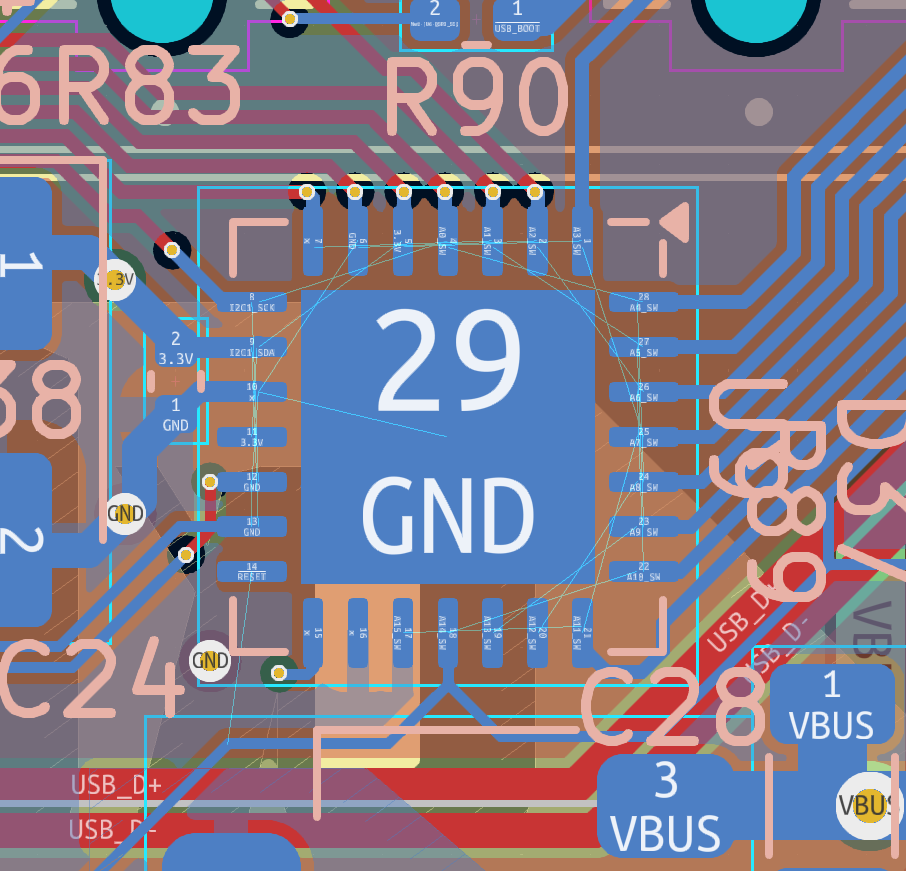 2
1
USB_BOOT
6R83
R90
7
x
6
GND
5
3.3V
4
A0_SW
3
A1_SW
2
A2_SW
1
A3_SW
1
3.3V
8
I2C1_SCK
28
A4_SW
29
GND
9
I2C1_SDA
27
A5_SW
2
3.3V
10
x
26
A6_SW
38
1
GND
11
3.3V
25
A7_SW
12
GND
24
A8_SW
GND
13
GND
23
A9_SW
2
14
RESET
22
A10_SW
15
x
16
x
17
A15_SW
18
A14_SW
19
A13_SW
20
A12_SW
21
A11_SW
USB_D+
USB_D-
GND
C24
C28
1
VBUS
USB_D+
3
VBUS
VBUS
USB_D-